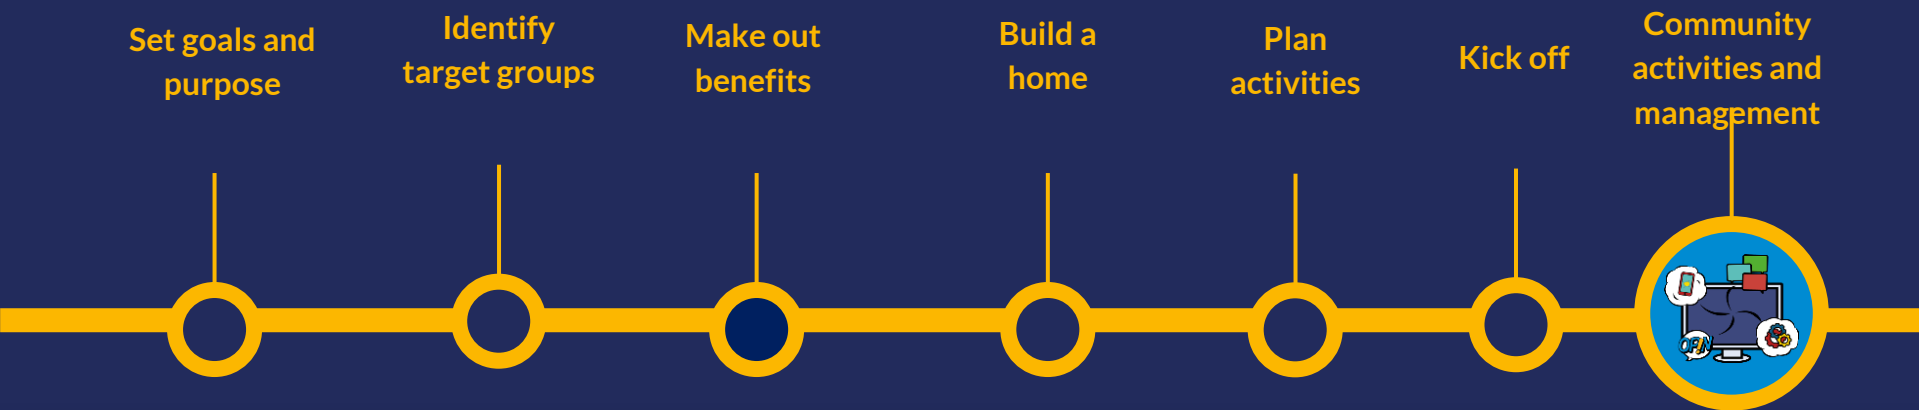 Set goals and
purpose
Identify
target groups
Make out
benefits
Build a
home
Plan
activities
Kick off
Community
activities and
management
OPIN